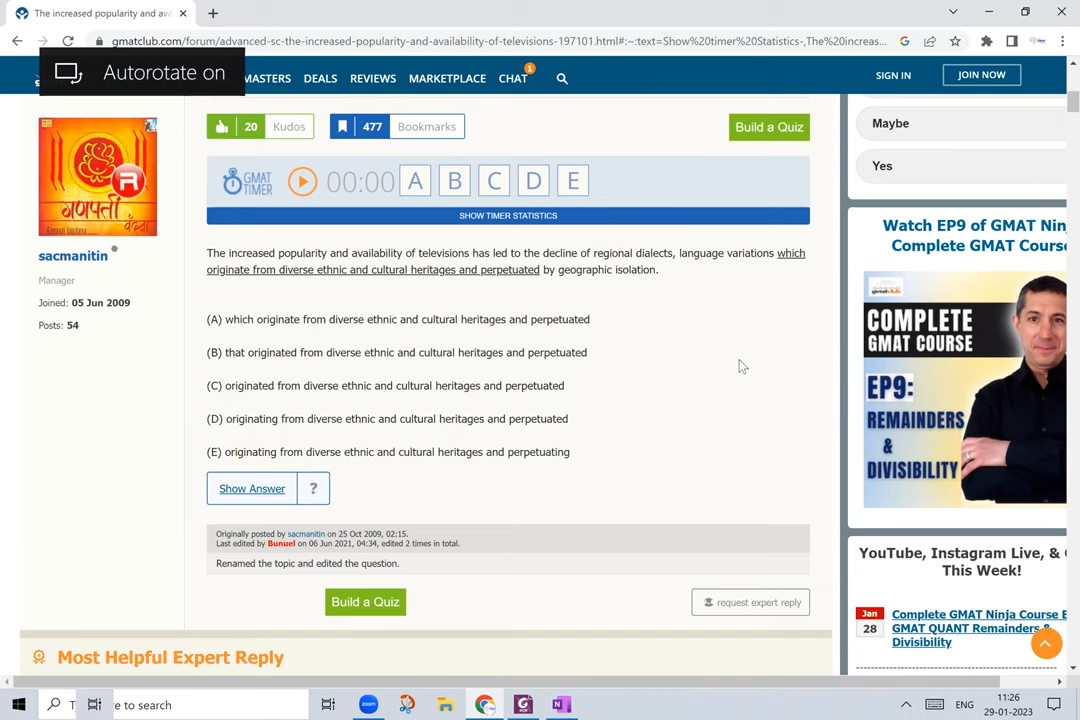 The increased popularity and ava
gmatclub.com/forum/advanced-sc-the-increased-popularity-and-availability-of-televisions-197101.html#:~:text=Show%20timer%20Statistics-,The%20increas...
Autorotate on
MASTERS
DEALS
REVIEWS
MARKETPLACE
CHAT
1
SIGN IN
JOIN NOW
20
Kudos
477
Bookmarks
Build a Quiz
Maybe
Yes
GMAT
TIMER
00:00
A
B
C
D
E
SHOW TIMER STATISTICS
R
गणपती
वंदना
sacmanitin
Manager
Joined: 05 Jun 2009
Posts: 54
The increased popularity and availability of televisions has led to the decline of regional dialects, language variations which
originate from diverse ethnic and cultural heritages and perpetuated by geographic isolation.
(A) which originate from diverse ethnic and cultural heritages and perpetuated
(B) that originated from diverse ethnic and cultural heritages and perpetuated
(C) originated from diverse ethnic and cultural heritages and perpetuated
(D) originating from diverse ethnic and cultural heritages and perpetuated
(E) originating from diverse ethnic and cultural heritages and perpetuating
Show Answer
?
Originally posted by sacmanitin on 25 Oct 2009, 02:15.
Last edited by Bunuel on 06 Jun 2021, 04:34, edited 2 times in total.
Renamed the topic and edited the question.
Build a Quiz
request expert reply
Most Helpful Expert Reply
Watch EP9 of GMAT Nin
Complete GMAT Course
gmatclub
COMPLETE
GMAT COURSE
EP9:
REMAINDERS
&
DIVISIBILITY
YouTube, Instagram Live, &
This Week!
Jan
28
Complete GMAT Ninja Course E
GMAT QUANT Remainders &
Divisibility
re to search
zoom
ENG
11:26
29-01-2023